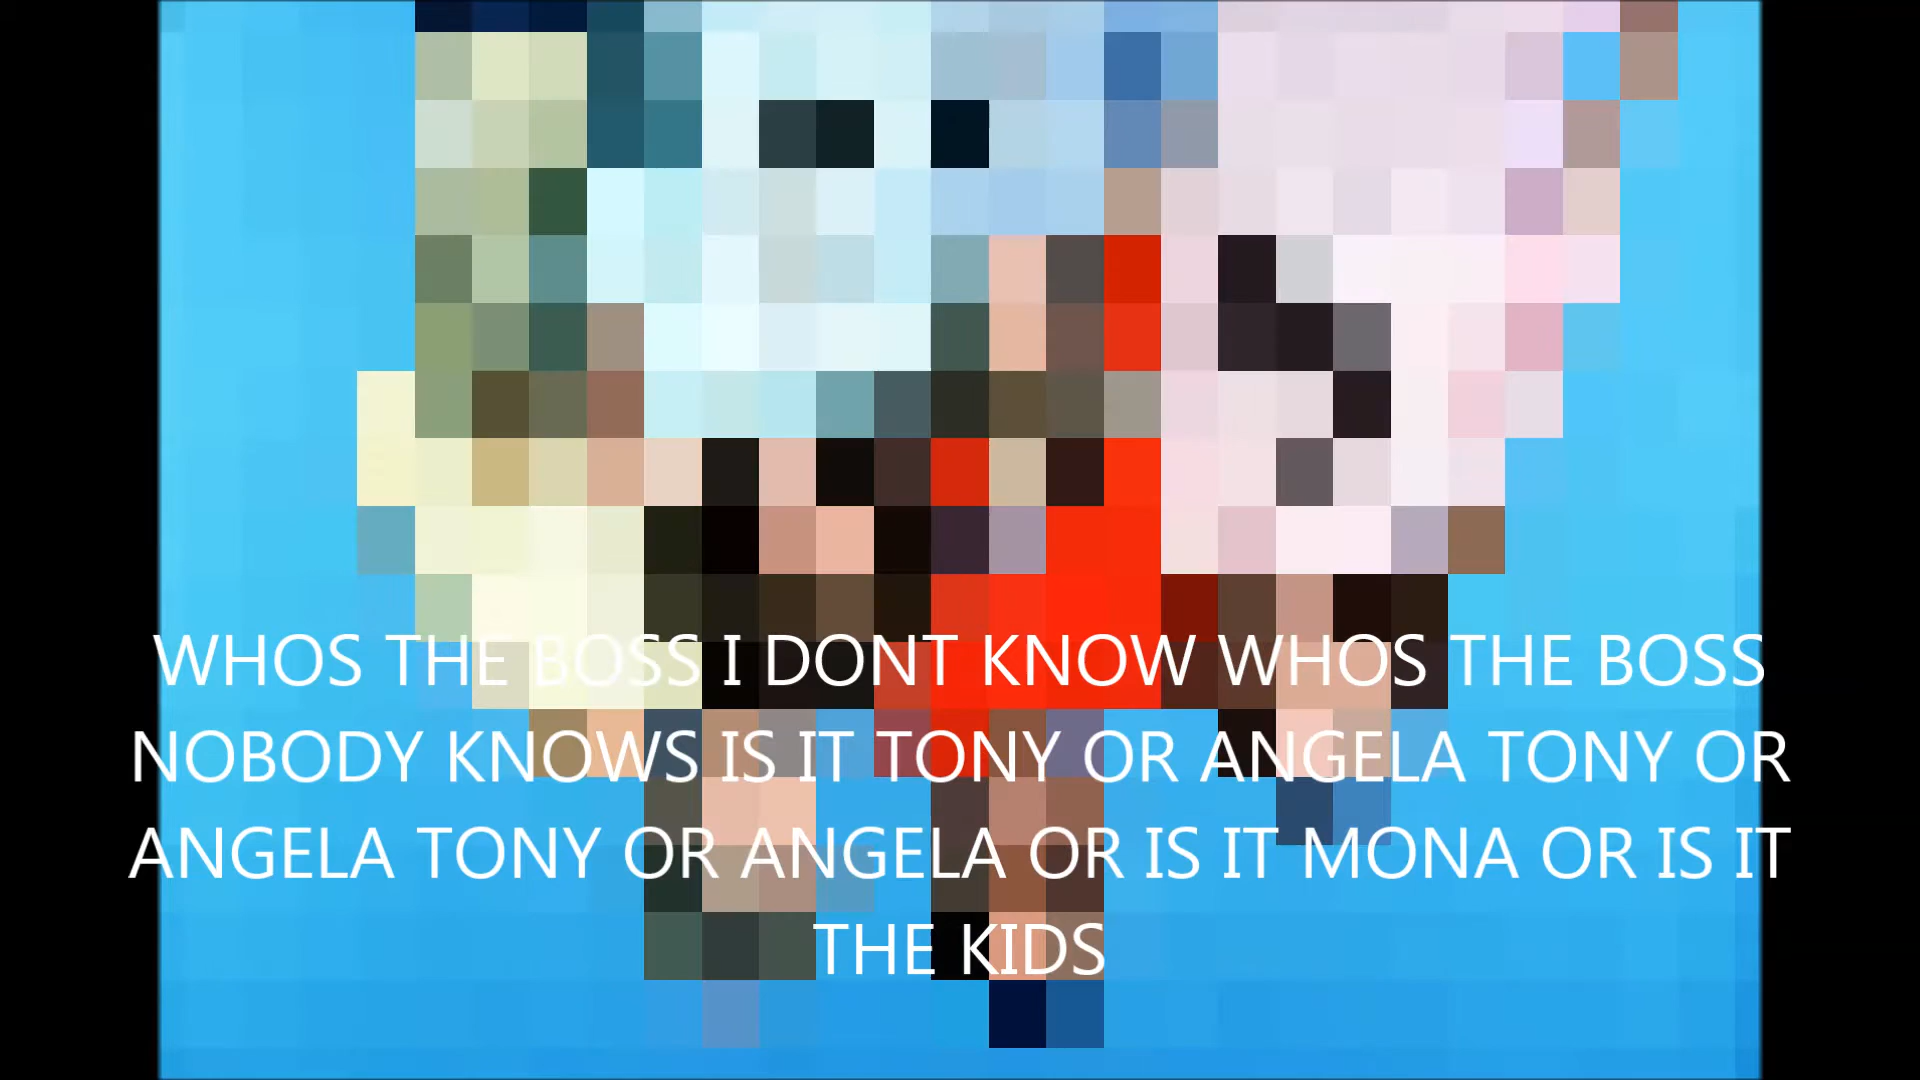 WHOS THE BOSS I DONT KNOW WHOS THE BOSS
NOBODY KNOWS IS IT TONY OR ANGELA TONY OR
ANGELA TONY OR ANGELA OR IS IT MONA OR IS IT
THE KIDS